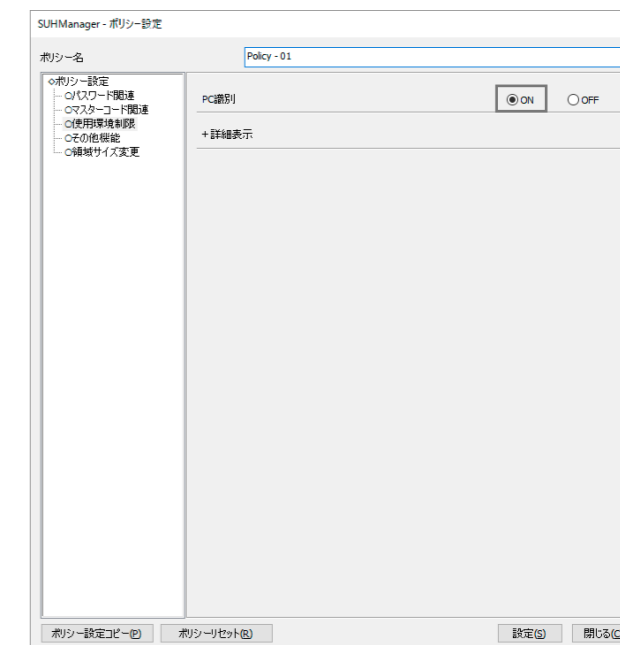 SUHManager - ポリシー設定
ポリシー名 Policy - 01
◇ポリシー設定
○パスワード関連
○マスターコード関連
○使用環境制限
○その他機能
○領域サイズ変更
PC識別 ON OFF
+詳細表示
ポリシー設定コピー(P) ポリシーリセット(R) 設定(S) 閉じる(C